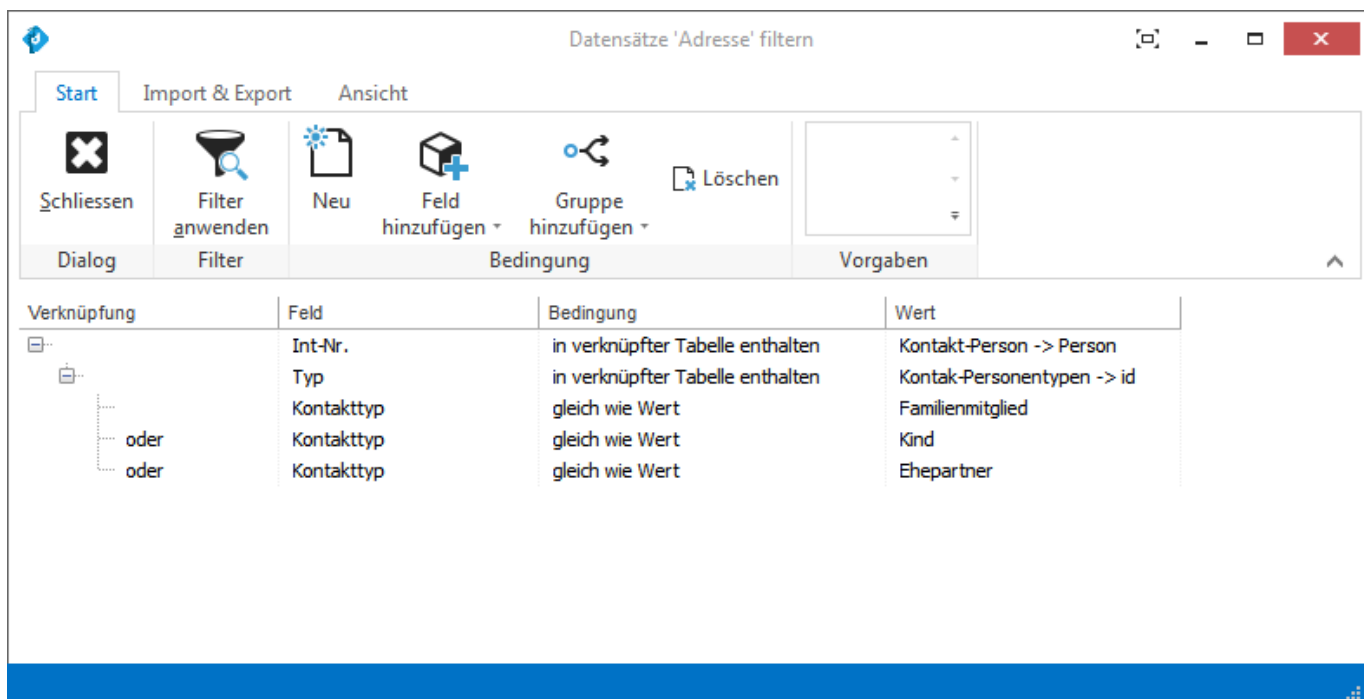 Datensätze 'Adresse' filtern
Start Import & Export Ansicht
Schliessen
Filter anwenden
Neu
Feld hinzufügen
Gruppe hinzufügen
Löschen
Dialog Filter Bedingung Vorgaben
Verknüpfung Feld Bedingung Wert
Int-Nr. in verknüpfter Tabelle enthalten Kontakt-Person -> Person
Typ in verknüpfter Tabelle enthalten Kontak-Personentypen -> id
Kontakttyp gleich wie Wert Familienmitglied
oder Kontakttyp gleich wie Wert Kind
oder Kontakttyp gleich wie Wert Ehepartner